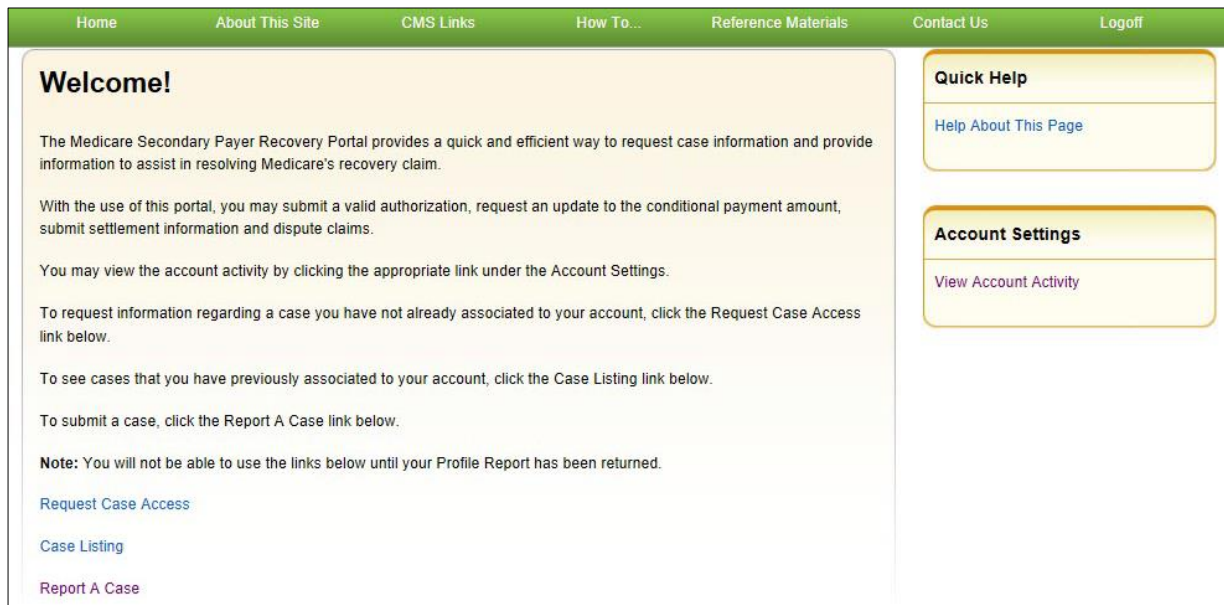 Home About This Site CMS Links How To... Reference Materials Contact Us Logoff
Welcome!
The Medicare Secondary Payer Recovery Portal provides a quick and efficient way to request case information and provide
information to assist in resolving Medicare's recovery claim.
With the use of this portal, you may submit a valid authorization, request an update to the conditional payment amount,
submit settlement information and dispute claims.
You may view the account activity by clicking the appropriate link under the Account Settings.
To request information regarding a case you have not already associated to your account, click the Request Case Access
link below.
To see cases that you have previously associated to your account, click the Case Listing link below.
To submit a case, click the Report A Case link below.
Note: You will not be able to use the links below until your Profile Report has been returned.
Request Case Access
Case Listing
Report A Case
Quick Help
Help About This Page
Account Settings
View Account Activity